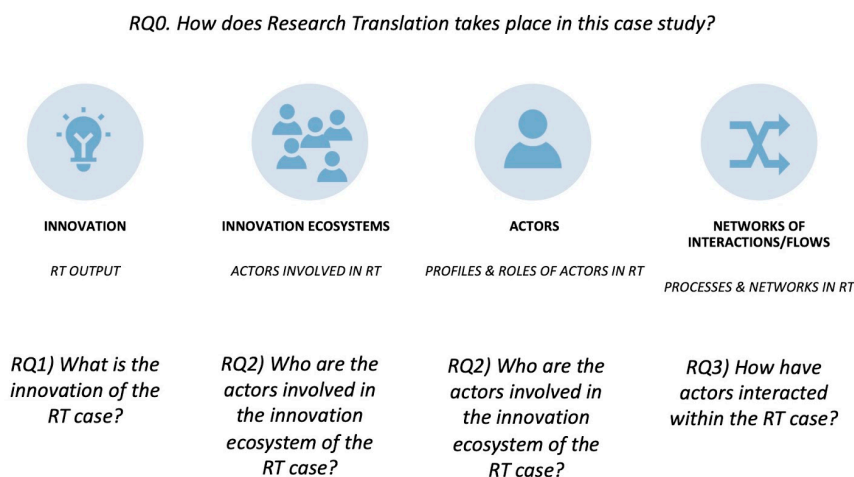 RQ0. How does Research Translation takes place in this case study?
INNOVATION
RT OUTPUT
RQ1) What is the
innovation of the
RT case?
INNOVATION ECOSYSTEMS
ACTORS INVOLVED IN RT
RQ2) Who are the
actors involved in
the innovation
ecosystem of the
RT case?
ACTORS
PROFILES & ROLES OF ACTORS IN RT
RQ2) Who are the
actors involved in
the innovation
ecosystem of the
RT case?
NETWORKS OF
INTERACTIONS/FLOWS
PROCESSES & NETWORKS IN RT
RQ3) How have
actors interacted
within the RT case?